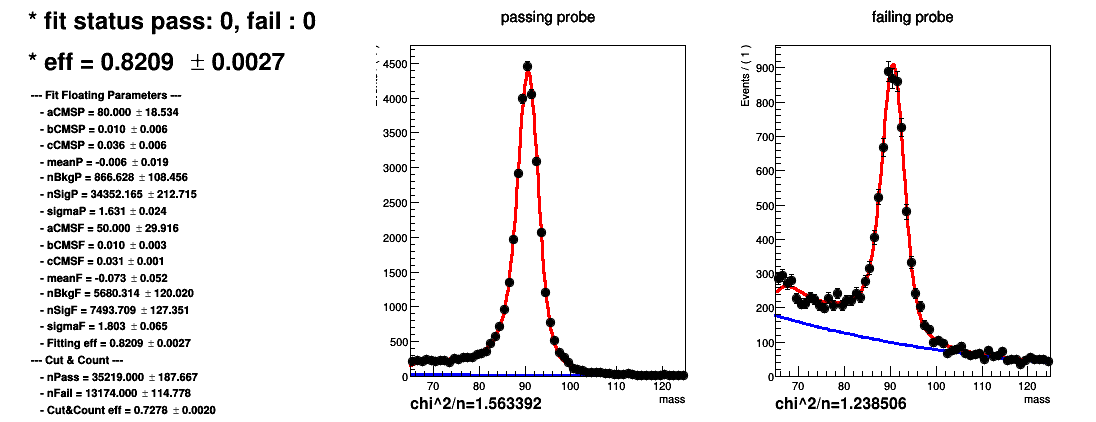 * fit status pass: 0, fail : 0
* eff = 0.8209 ± 0.0027
--- Fit Floating Parameters ---
- aCMSP = 80.000 ± 18.534
- bCMSP = 0.010 ± 0.006
- cCMSP = 0.036 ± 0.006
- meanP = -0.006 ± 0.019
- nBkgP = 866.628 ± 108.456
- nSigP = 34352.165 ± 212.715
- sigmaP = 1.631 ± 0.024
- aCMSF = 50.000 ± 29.916
- bCMSF = 0.010 ± 0.003
- cCMSF = 0.031 ± 0.001
- meanF = -0.073 ± 0.052
- nBkgF = 5680.314 ± 120.020
- nSigF = 7493.709 ± 127.351
- sigmaF = 1.803 ± 0.065
- Fitting eff = 0.8209 ± 0.0027
--- Cut & Count ---
- nPass = 35219.000 ± 187.667
- nFail = 13174.000 ± 114.778
- Cut&Count eff = 0.7278 ± 0.0020
passing probe
4500
4000
3500
3000
2500
2000
1500
1000
500
0
70 80 90 100 110 120
mass
chi^2/n=1.563392
failing probe
Events / ( 1 )
900
800
700
600
500
400
300
200
100
0
70 80 90 100 110 120
mass
chi^2/n=1.238506